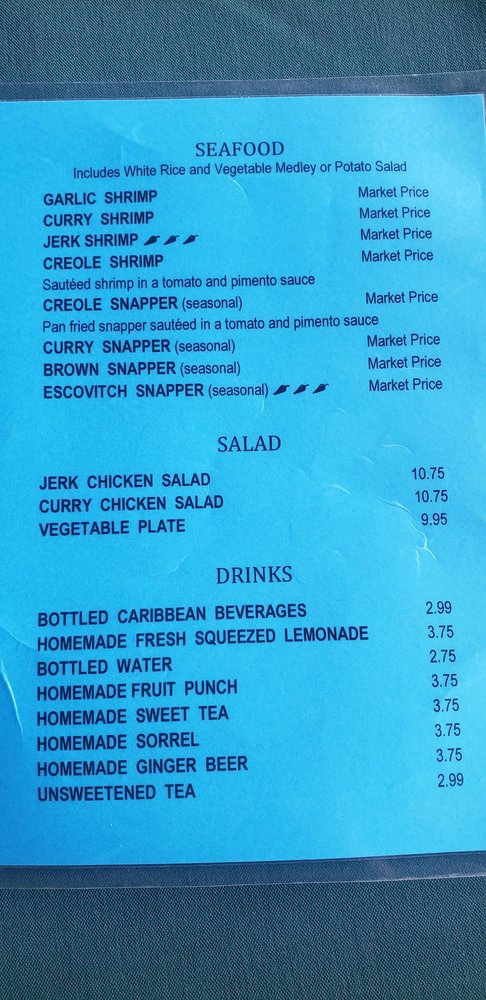 SEAFOOD
Includes White Rice and Vegetable Medley or Potato Salad
GARLIC SHRIMP Market Price
CURRY SHRIMP Market Price
JERK SHRIMP Market Price
CREOLE SHRIMP Market Price
Sautéed shrimp in a tomato and pimento sauce
CREOLE SNAPPER (seasonal) Market Price
Pan fried snapper sautéed in a tomato and pimento sauce
CURRY SNAPPER (seasonal) Market Price
BROWN SNAPPER (seasonal) Market Price
ESCOVITCH SNAPPER (seasonal) Market Price
SALAD
JERK CHICKEN SALAD 10.75
CURRY CHICKEN SALAD 10.75
VEGETABLE PLATE 9.95
DRINKS
BOTTLED CARIBBEAN BEVERAGES 2.99
HOMEMADE FRESH SQUEEZED LEMONADE 3.75
BOTTLED WATER 2.75
HOMEMADE FRUIT PUNCH 3.75
HOMEMADE SWEET TEA 3.75
HOMEMADE SORREL 3.75
HOMEMADE GINGER BEER 3.75
UNSWEETENED TEA 2.99